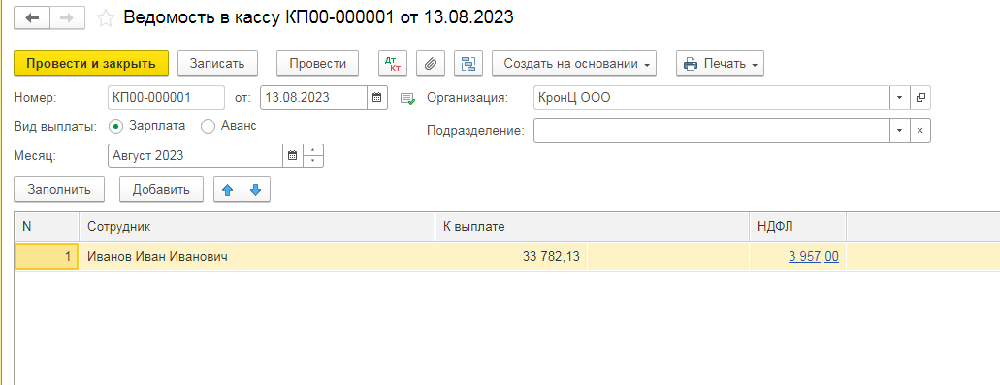 Ведомость в кассу КП00-000001 от 13.08.2023
Провести и закрыть Записать Провести Дт Кт Создать на основании Печать
Номер: КП00-000001 от: 13.08.2023 Организация: КронЦ ООО
Вид выплаты: Зарплата Аванс Подразделение:
Месяц: Август 2023
Заполнить Добавить
N Сотрудник К выплате НДФЛ
1 Иванов Иван Иванович 33 782,13 3 957,00